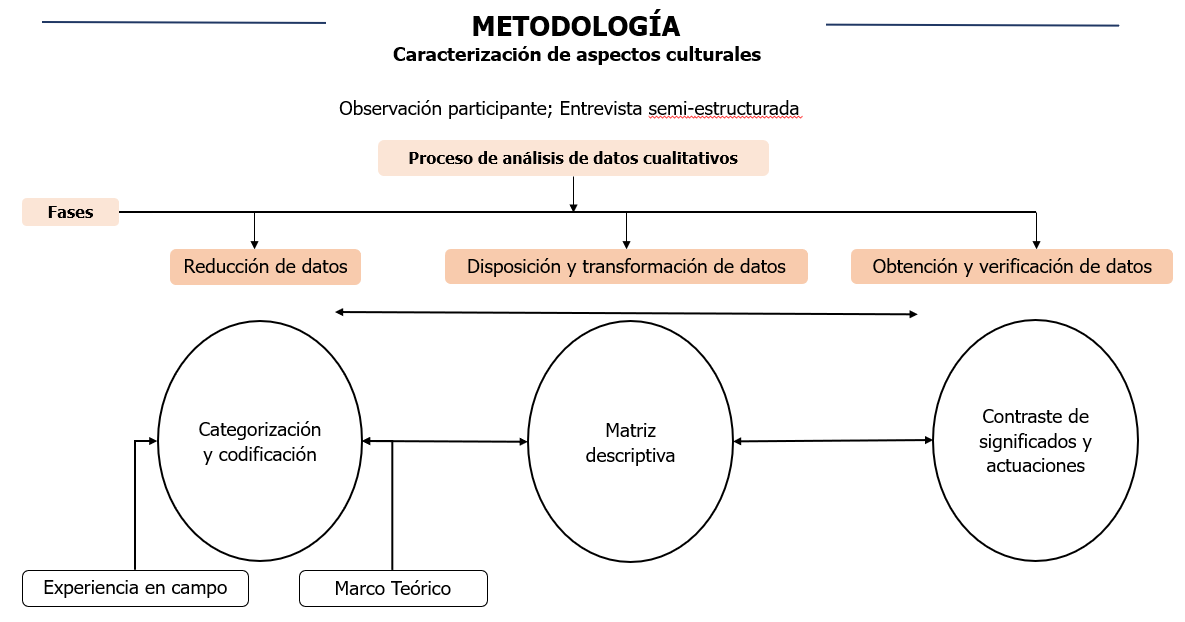 METODOLOGÍA
Caracterización de aspectos culturales
Observación participante; Entrevista semi-estructurada
Proceso de análisis de datos cualitativos
Fases
Reducción de datos
Disposición y transformación de datos
Obtención y verificación de datos
Categorización
y codificación
Matriz
descriptiva
Contraste de
significados y
actuaciones
Experiencia en campo
Marco Teórico